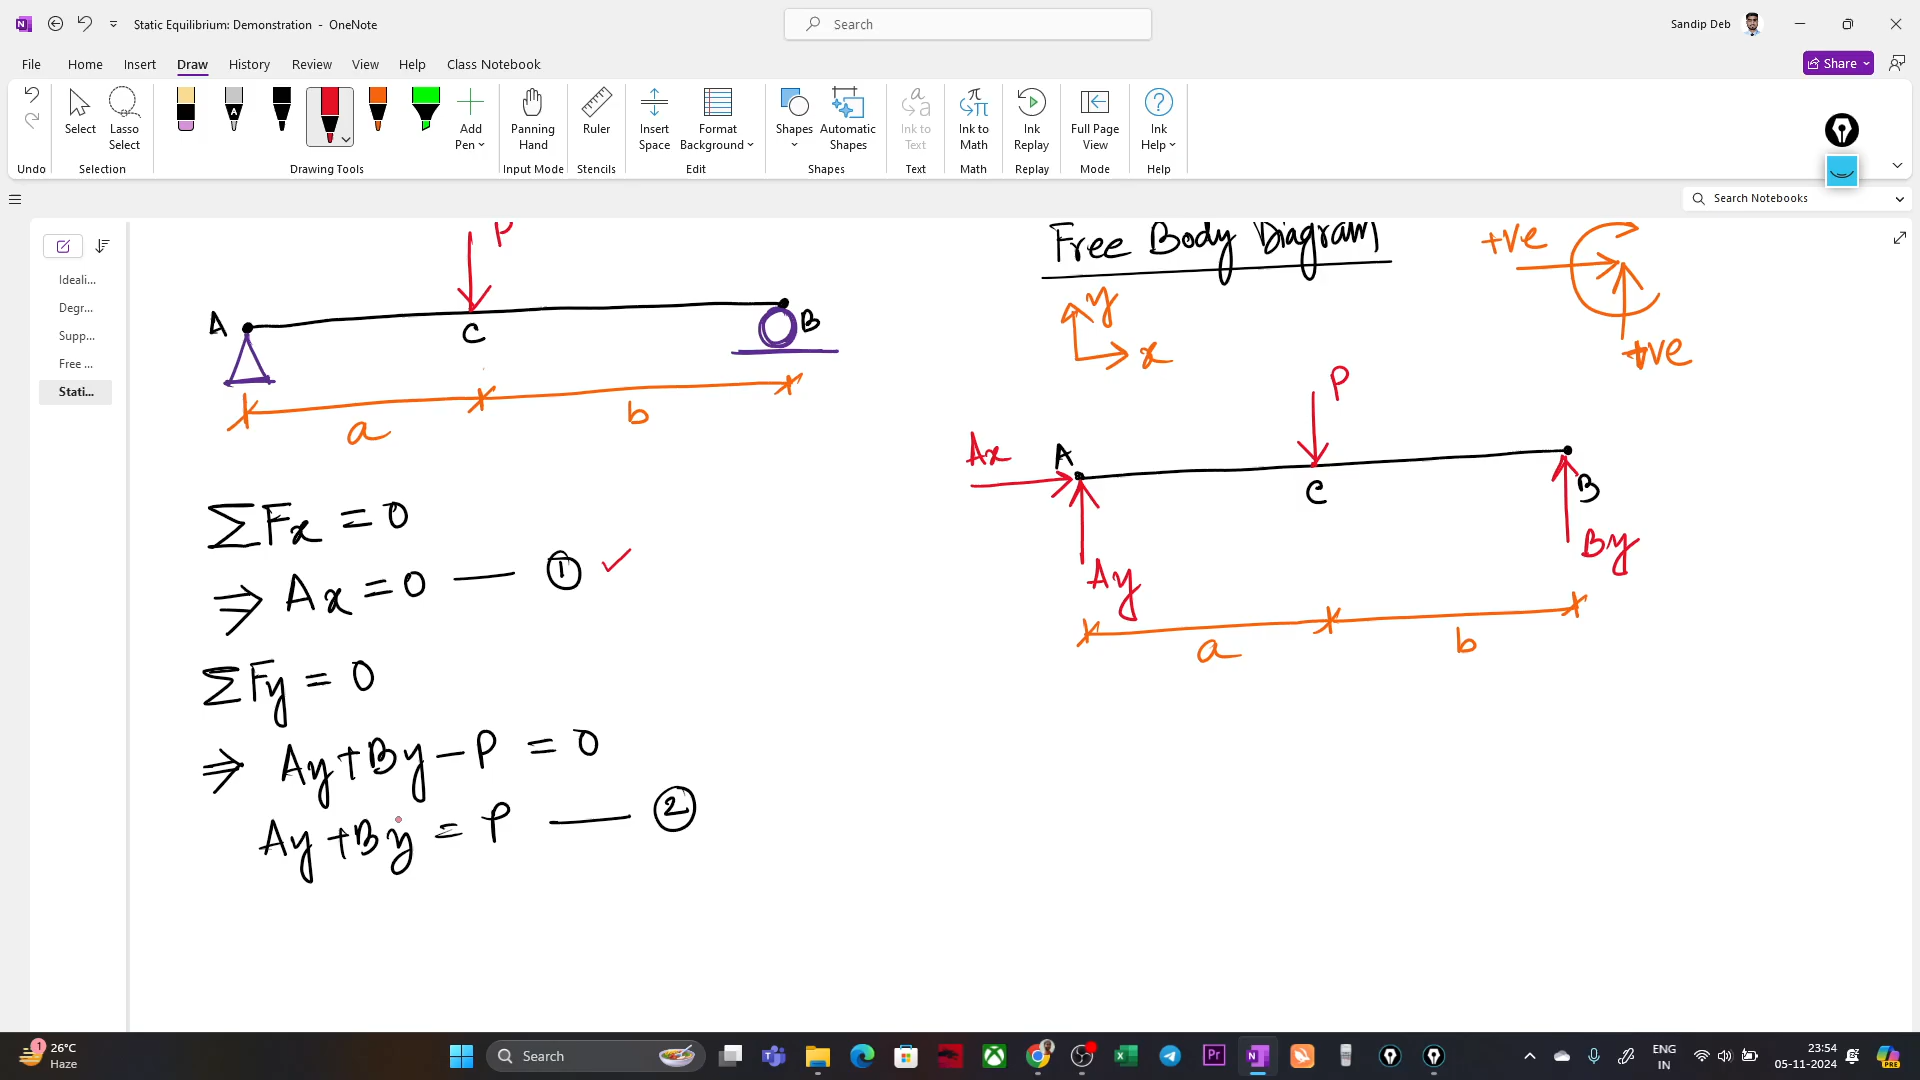 Static Equilibrium: Demonstration - OneNote
Search
Sandip Deb
File Home Insert Draw History Review View Help Class Notebook
Share
Select
Lasso Select
Add Pen
Panning Hand
Ruler
Insert Space
Format Background
Shapes
Automatic Shapes
Ink to Text
Ink to Math
Ink Replay
Full Page View
Ink Help
Undo
Selection
Drawing Tools
Input Mode
Stencils
Edit
Shapes
Text
Math
Replay
Mode
Help
Search Notebooks
Ideali...
Degr...
Supp...
Free ...
Stati...
P
A
C
B
a
b
ΣFx = 0
⇒ Ax = 0 — ① ✓
ΣFy = 0
⇒ Ay + By − P = 0
Ay + By = P — ②
Free Body Diagram
+ve
+ve
y
x
P
Ax
A
C
B
Ay
By
a
b
1
26°C
Haze
Search
ENG
IN
23:54
05-11-2024